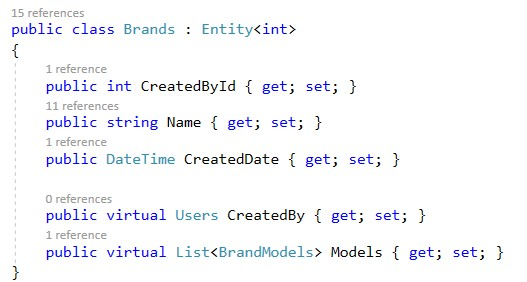 15 references
public class Brands : Entity<int>
{
1 reference
public int CreatedById { get; set; }
11 references
public string Name { get; set; }
1 reference
public DateTime CreatedDate { get; set; }
0 references
public virtual Users CreatedBy { get; set; }
1 reference
public virtual List<BrandModels> Models { get; set; }
}